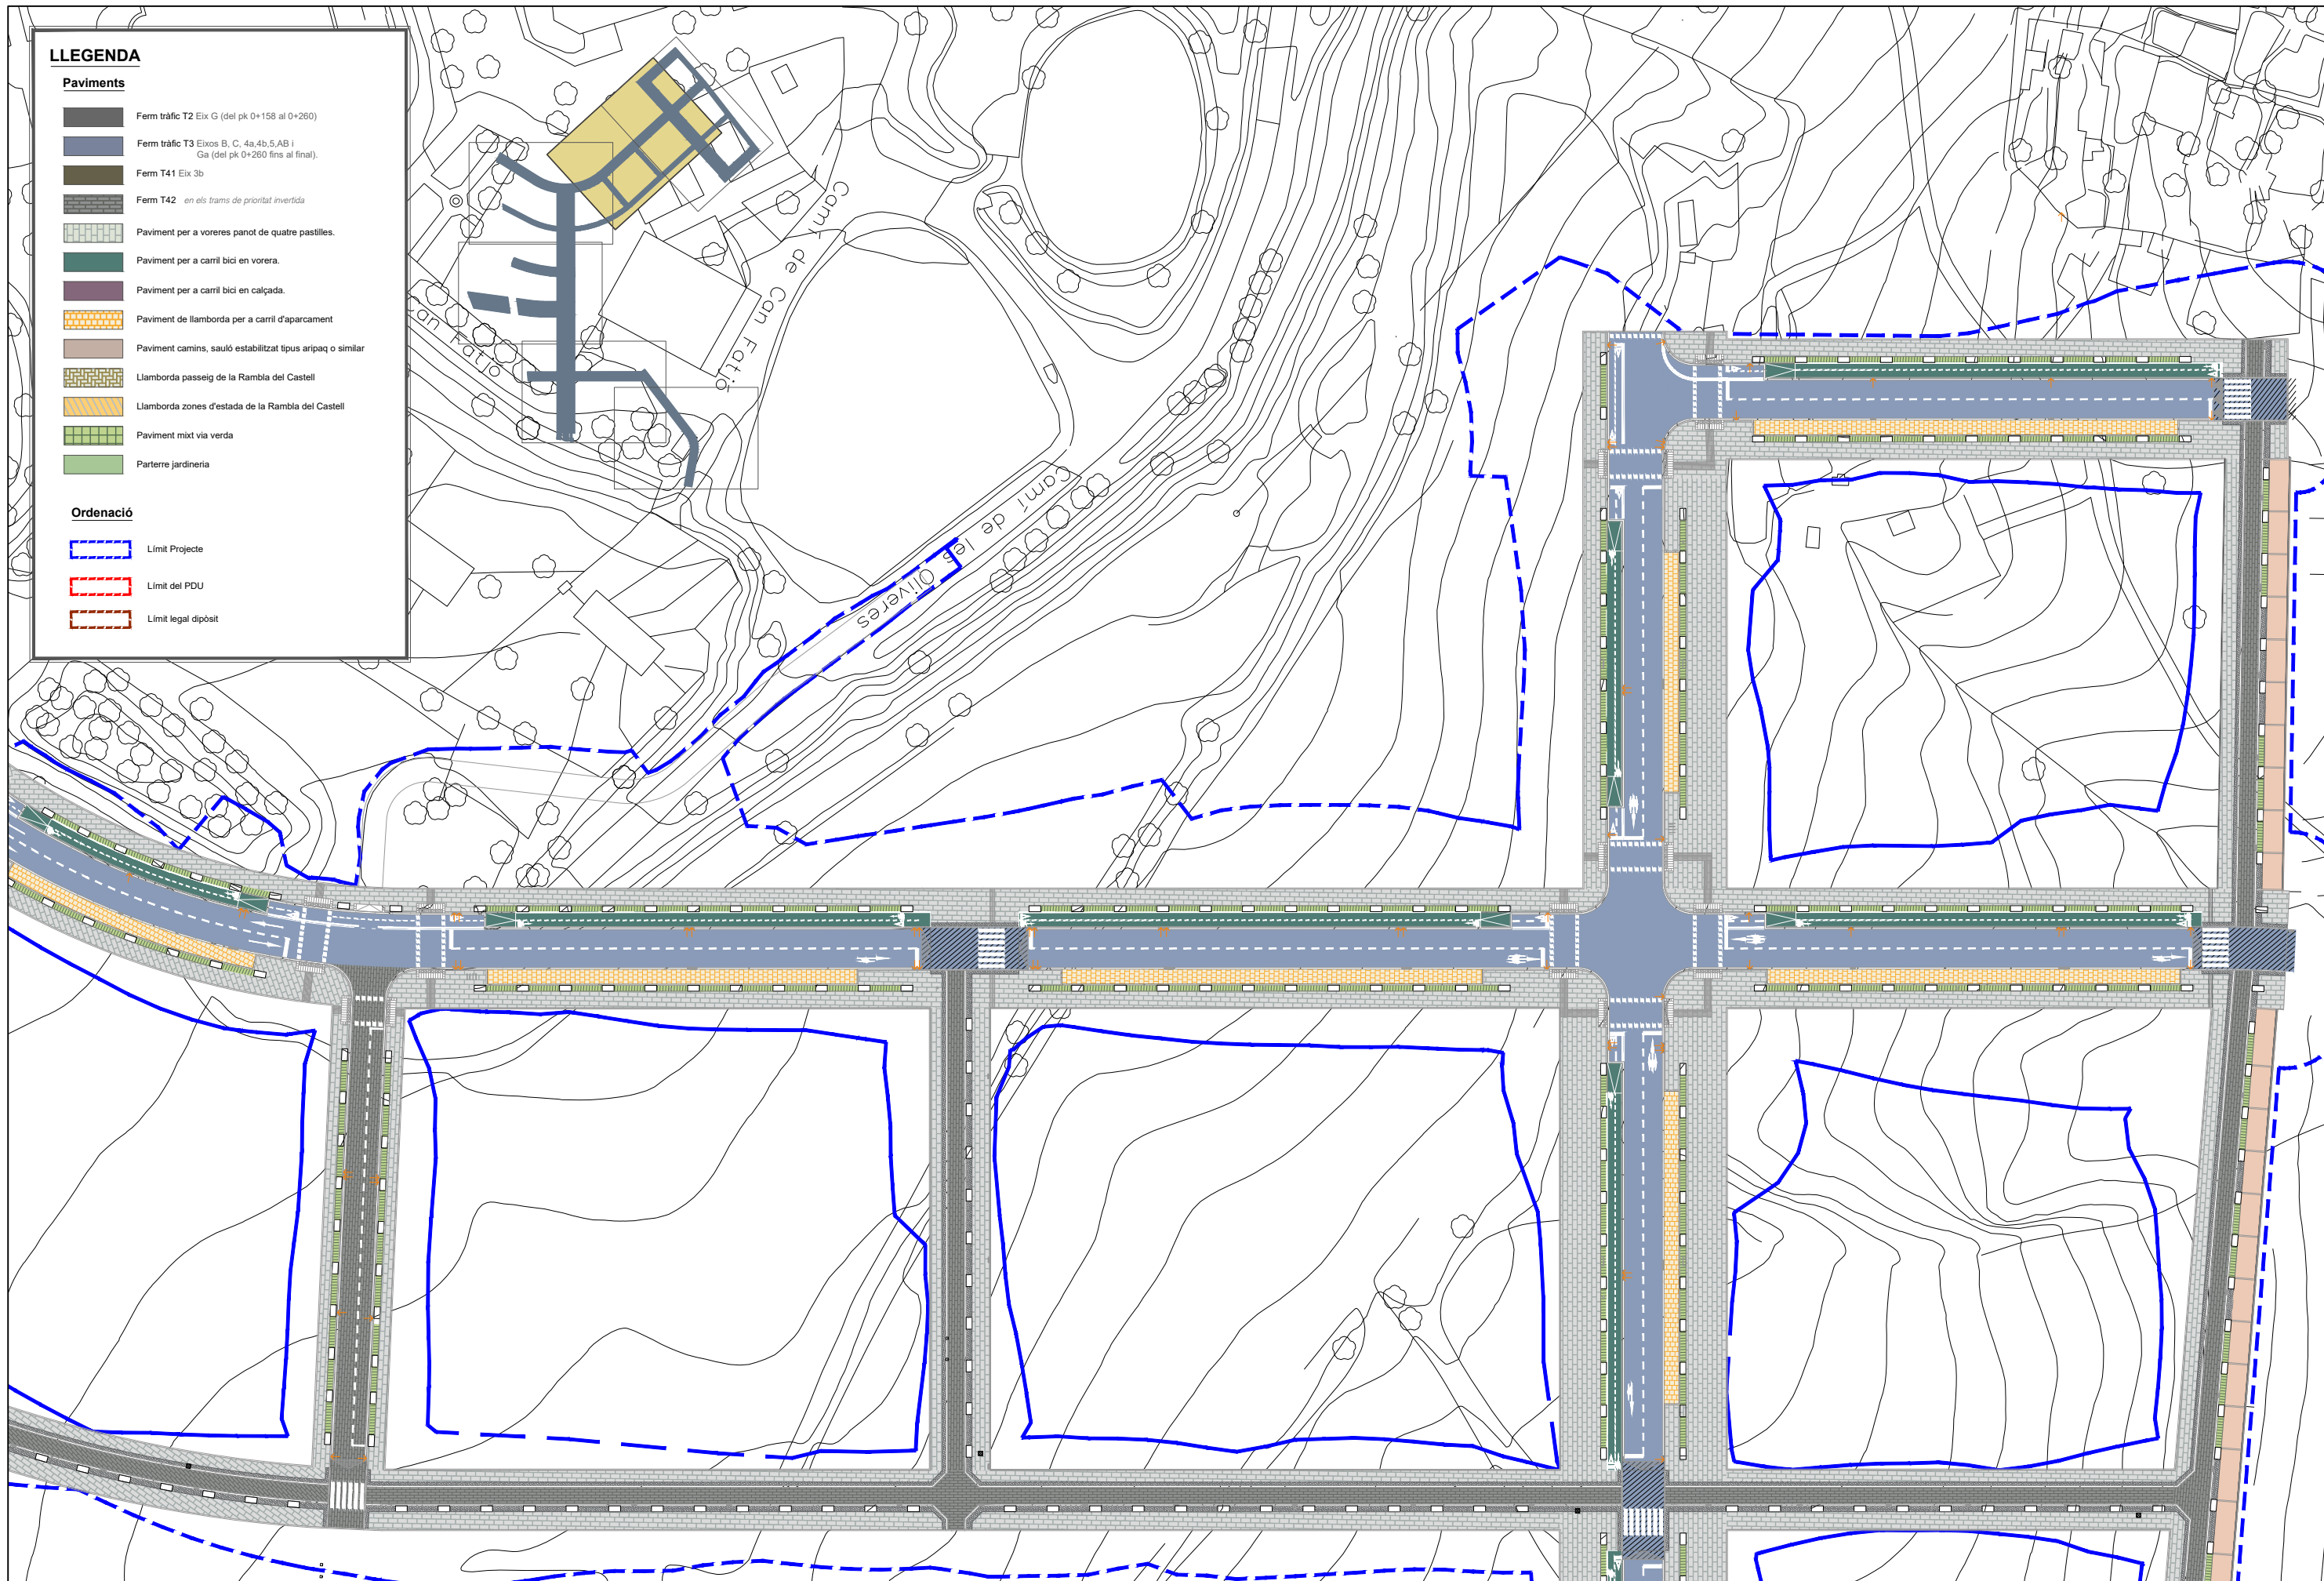 LLEGENDA
Paviments
Ferm tràfic T2 Eix G (del pk 0+158 al 0+260)
Ferm tràfic T3 Eixos B, C, 4a,4b,5,AB i
Ga (del pk 0+260 fins al final).
Ferm T41 Eix 3b
Ferm T42 en els trams de prioritat invertida
Paviment per a voreres panot de quatre pastilles.
Paviment per a carril bici en vorera.
Paviment per a carril bici en calçada.
Paviment de llamborda per a carril d'aparcament
Paviment camins, sauló estabilitzat tipus aripaq o similar
Llamborda passeig de la Rambla del Castell
Llamborda zones d'estada de la Rambla del Castell
Paviment mixt via verda
Parterre jardineria
Ordenació
Límit Projecte
Límit del PDU
Límit legal dipòsit
Camí de Can Fatjó
Camí de les Oliveres